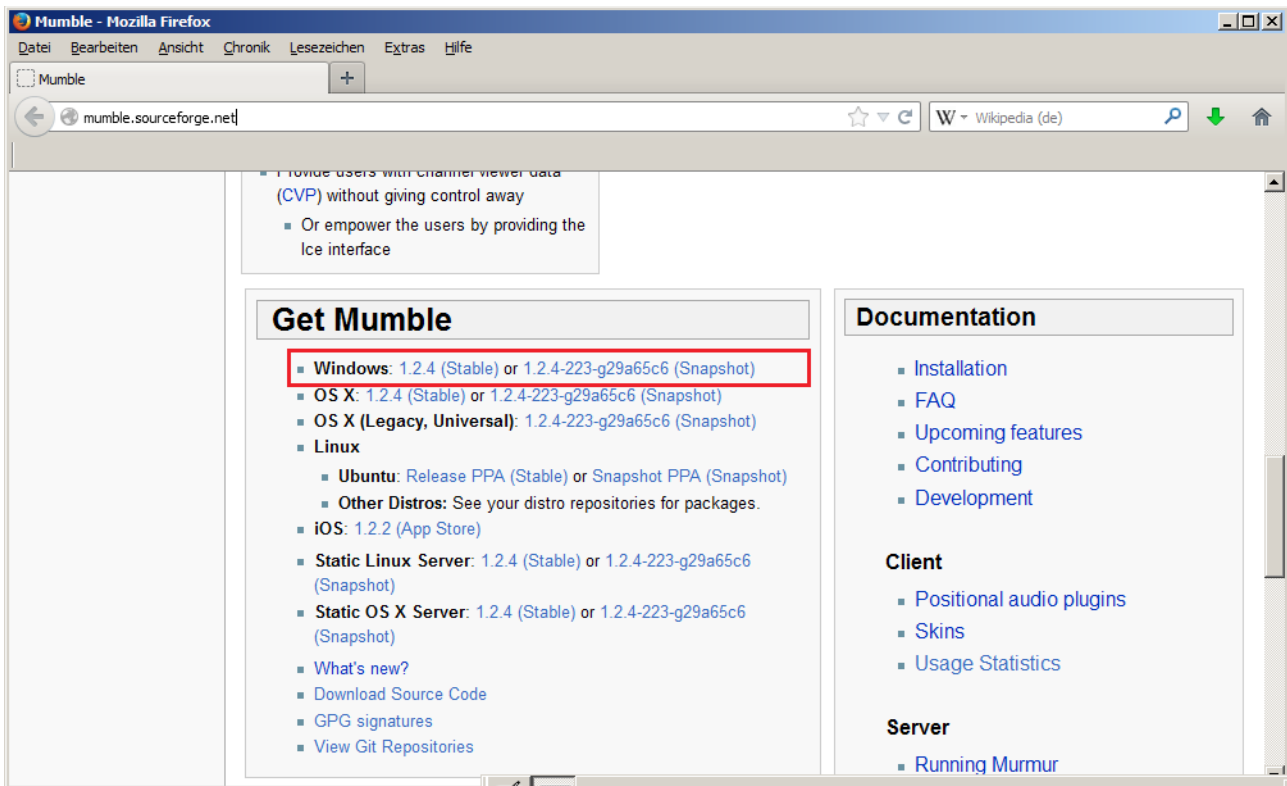 Mumble - Mozilla Firefox
Datei Bearbeiten Ansicht Chronik Lesezeichen Extras Hilfe
Mumble
mumble.sourceforge.net
W Wikipedia (de)
Provide users with channel viewer data
(CVP) without giving control away
Or empower the users by providing the
Ice interface
Get Mumble
Windows: 1.2.4 (Stable) or 1.2.4-223-g29a65c6 (Snapshot)
OS X: 1.2.4 (Stable) or 1.2.4-223-g29a65c6 (Snapshot)
OS X (Legacy, Universal): 1.2.4-223-g29a65c6 (Snapshot)
Linux
Ubuntu: Release PPA (Stable) or Snapshot PPA (Snapshot)
Other Distros: See your distro repositories for packages.
iOS: 1.2.2 (App Store)
Static Linux Server: 1.2.4 (Stable) or 1.2.4-223-g29a65c6
(Snapshot)
Static OS X Server: 1.2.4 (Stable) or 1.2.4-223-g29a65c6
(Snapshot)
What's new?
Download Source Code
GPG signatures
View Git Repositories
Documentation
Installation
FAQ
Upcoming features
Contributing
Development
Client
Positional audio plugins
Skins
Usage Statistics
Server
Running Murmur